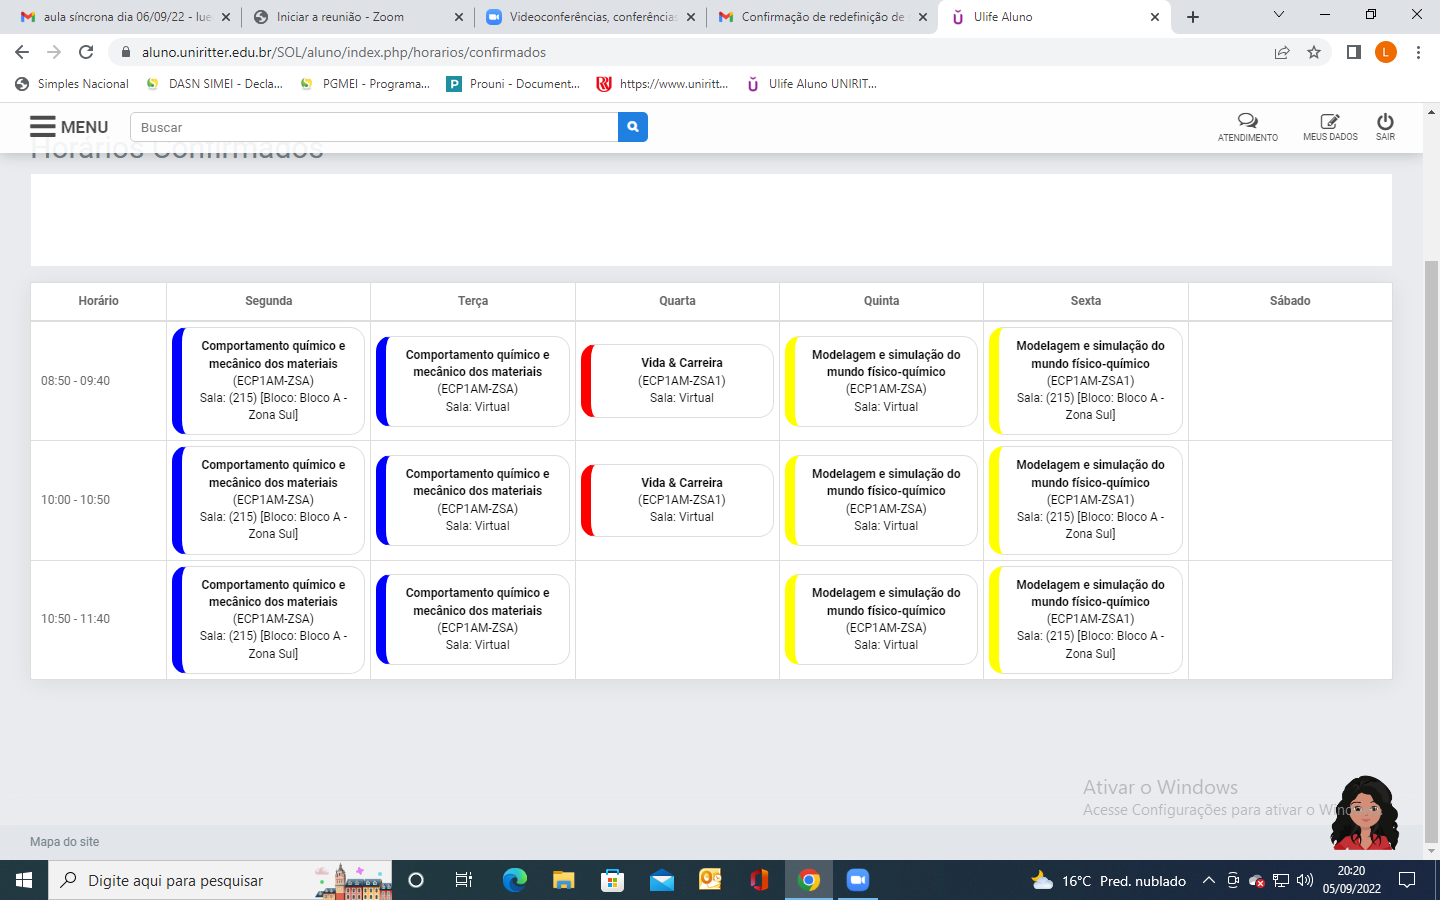 aula síncrona dia 06/09/22 - lue
Iniciar a reunião - Zoom
Videoconferências, conferências
Confirmação de redefinição de
Ulife Aluno
aluno.uniritter.edu.br/SOL/aluno/index.php/horarios/confirmados
L
Simples Nacional
DASN SIMEI - Decla...
PGMEI - Programa...
Prouni - Document...
https://www.uniritt...
Ulife Aluno UNIRIT...
MENU
Buscar
ATENDIMENTO
MEUS DADOS
SAIR
Horários Confirmados
Horário Segunda Terça Quarta Quinta Sexta Sábado
08:50 - 09:40
Comportamento químico e
mecânico dos materiais
(ECP1AM-ZSA)
Sala: (215) [Bloco: Bloco A -
Zona Sul]
Comportamento químico e
mecânico dos materiais
(ECP1AM-ZSA)
Sala: Virtual
Vida & Carreira
(ECP1AM-ZSA1)
Sala: Virtual
Modelagem e simulação do
mundo físico-químico
(ECP1AM-ZSA)
Sala: Virtual
Modelagem e simulação do
mundo físico-químico
(ECP1AM-ZSA1)
Sala: (215) [Bloco: Bloco A -
Zona Sul]
10:00 - 10:50
Comportamento químico e
mecânico dos materiais
(ECP1AM-ZSA)
Sala: (215) [Bloco: Bloco A -
Zona Sul]
Comportamento químico e
mecânico dos materiais
(ECP1AM-ZSA)
Sala: Virtual
Vida & Carreira
(ECP1AM-ZSA1)
Sala: Virtual
Modelagem e simulação do
mundo físico-químico
(ECP1AM-ZSA)
Sala: Virtual
Modelagem e simulação do
mundo físico-químico
(ECP1AM-ZSA1)
Sala: (215) [Bloco: Bloco A -
Zona Sul]
10:50 - 11:40
Comportamento químico e
mecânico dos materiais
(ECP1AM-ZSA)
Sala: (215) [Bloco: Bloco A -
Zona Sul]
Comportamento químico e
mecânico dos materiais
(ECP1AM-ZSA)
Sala: Virtual
Modelagem e simulação do
mundo físico-químico
(ECP1AM-ZSA)
Sala: Virtual
Modelagem e simulação do
mundo físico-químico
(ECP1AM-ZSA1)
Sala: (215) [Bloco: Bloco A -
Zona Sul]
Ativar o Windows
Acesse Configurações para ativar o Windows.
Mapa do site
Digite aqui para pesquisar
16°C Pred. nublado
20:20
05/09/2022